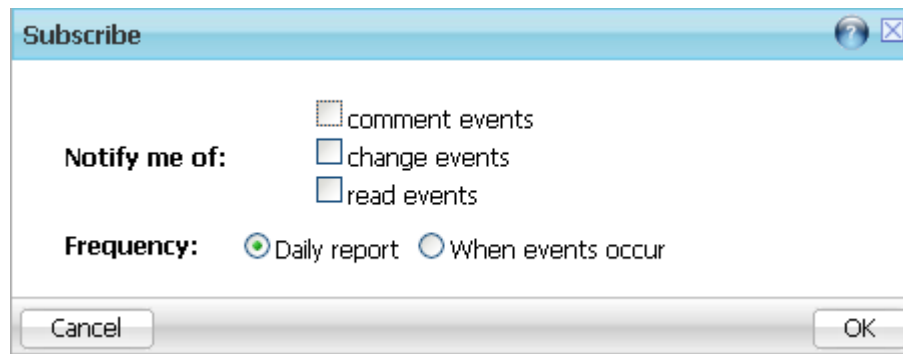 Subscribe
Notify me of:
comment events
change events
read events
Frequency: Daily report When events occur
Cancel OK